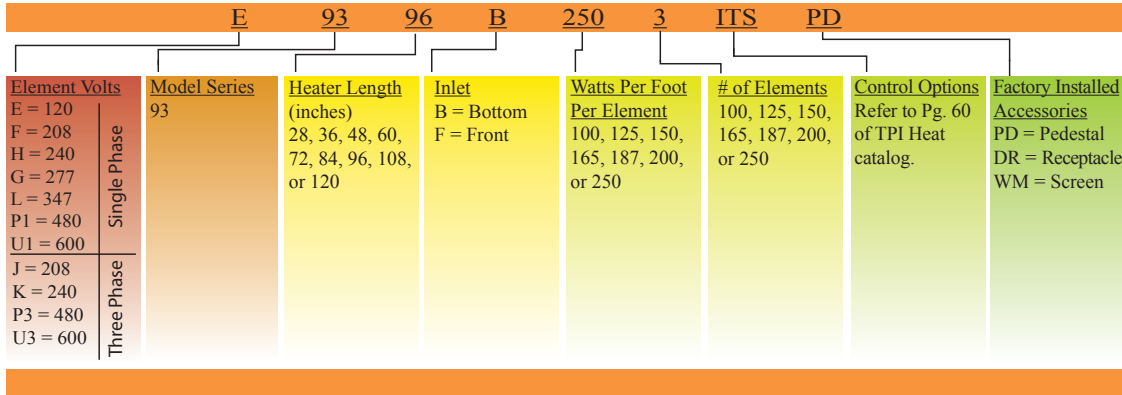 E 93 96 B 250 3 ITS PD
Element Volts
E = 120
F = 208
H = 240
G = 277
L = 347
P1 = 480
U1 = 600
Single Phase
J = 208
K = 240
P3 = 480
U3 = 600
Three Phase
Model Series
93
Heater Length
(inches)
28, 36, 48, 60,
72, 84, 96, 108,
or 120
Inlet
B = Bottom
F = Front
Watts Per Foot
Per Element
100, 125, 150,
165, 187, 200,
or 250
# of Elements
100, 125, 150,
165, 187, 200,
or 250
Control Options
Refer to Pg. 60
of TPI Heat
catalog.
Factory Installed
Accessories
PD = Pedestal
DR = Receptacle
WM = Screen